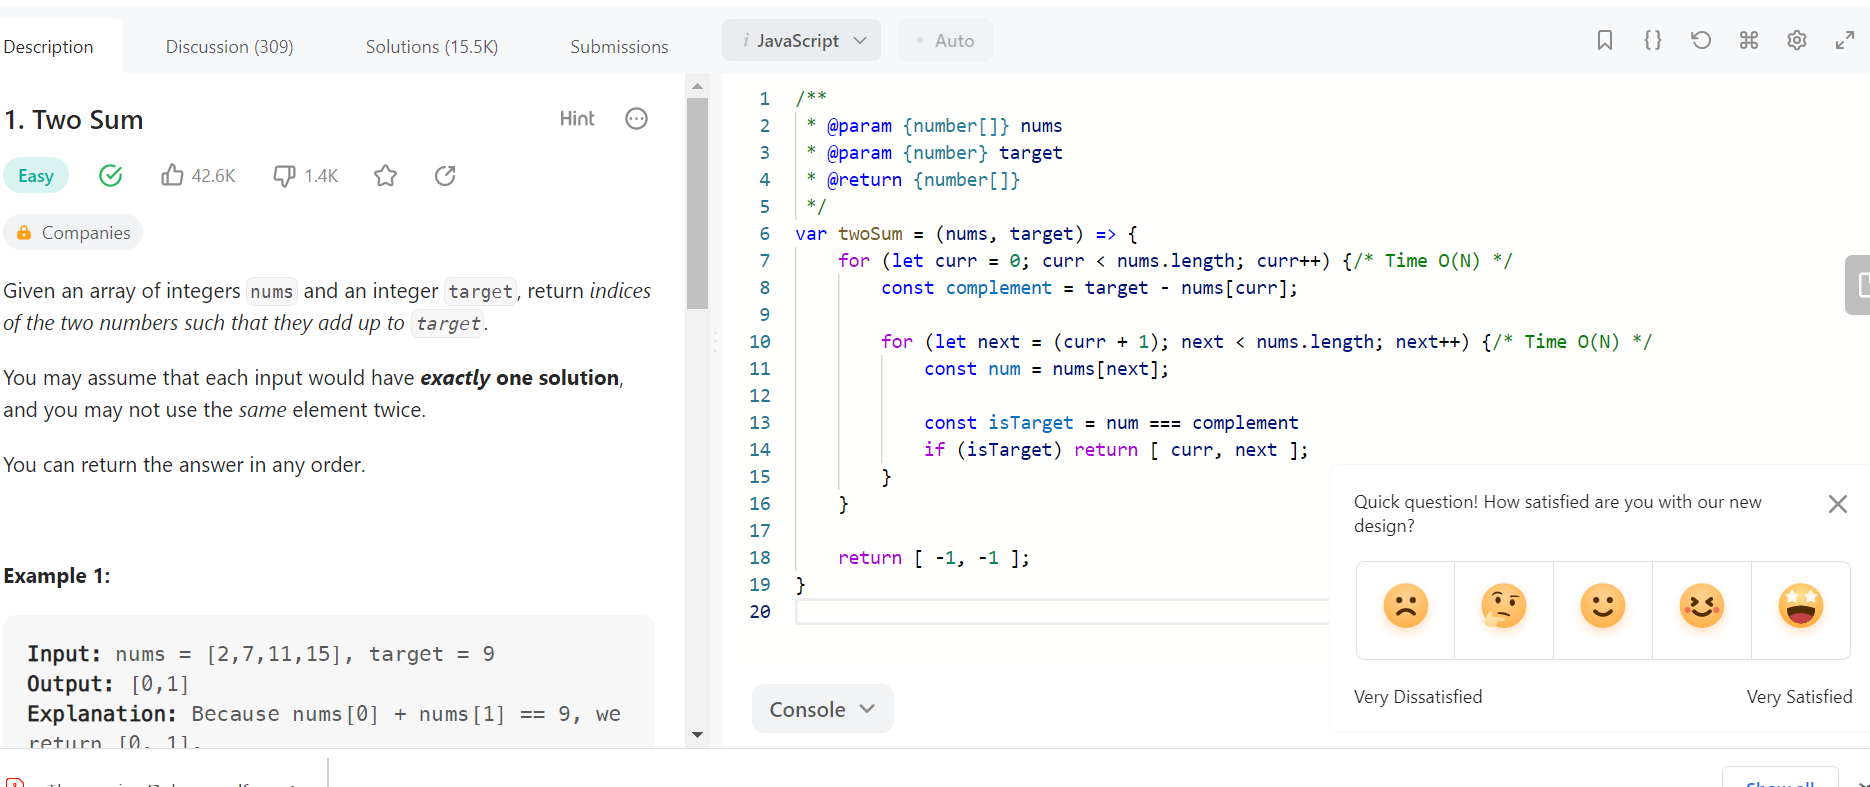 Description Discussion (309) Solutions (15.5K) Submissions
i JavaScript • Auto
1. Two Sum Hint
Easy 42.6K 1.4K
Companies
Given an array of integers nums and an integer target, return indices
of the two numbers such that they add up to target.
You may assume that each input would have exactly one solution,
and you may not use the same element twice.
You can return the answer in any order.
Example 1:
Input: nums = [2,7,11,15], target = 9
Output: [0,1]
Explanation: Because nums[0] + nums[1] == 9, we
return [0, 1].
1 /**
2 * @param {number[]} nums
3 * @param {number} target
4 * @return {number[]}
5 */
6 var twoSum = (nums, target) => {
7 for (let curr = 0; curr < nums.length; curr++) {/* Time O(N) */
8 const complement = target - nums[curr];
9
10 for (let next = (curr + 1); next < nums.length; next++) {/* Time O(N) */
11 const num = nums[next];
12
13 const isTarget = num === complement
14 if (isTarget) return [ curr, next ];
15 }
16 }
17
18 return [ -1, -1 ];
19 }
20
Console
Quick question! How satisfied are you with our new
design?
Very Dissatisfied Very Satisfied
Show all